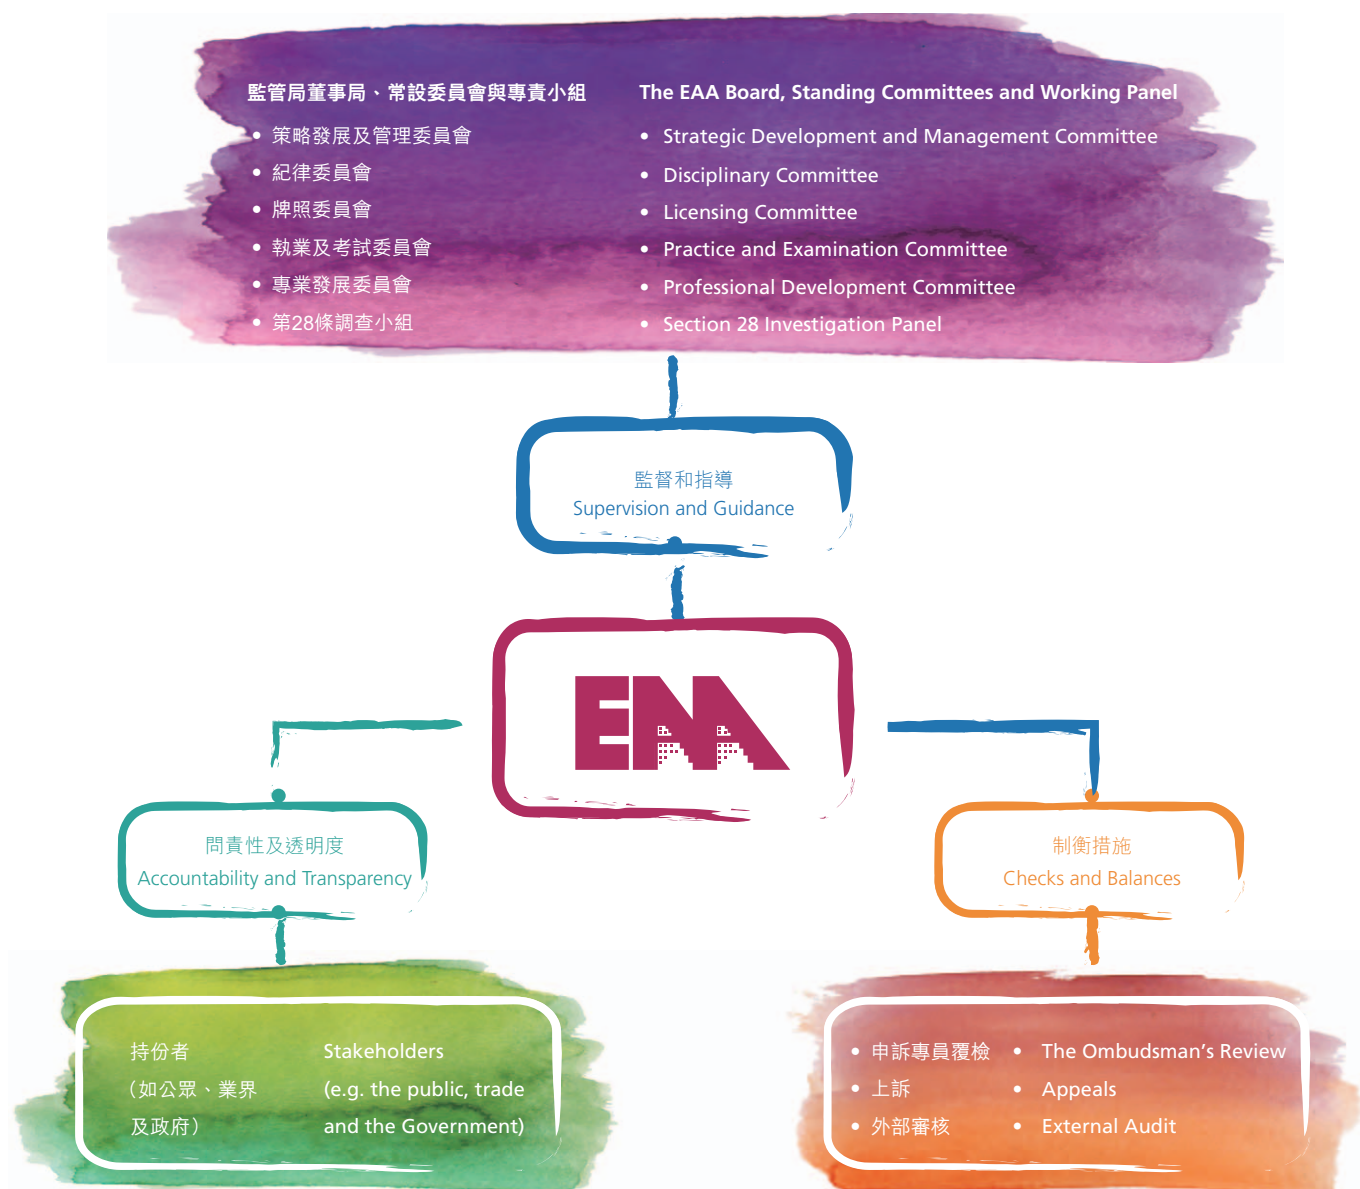 監管局董事局、常設委員會與專責小組
• 策略發展及管理委員會
• 紀律委員會
• 牌照委員會
• 執業及考試委員會
• 專業發展委員會
• 第28條調查小組
The EAA Board, Standing Committees and Working Panel
• Strategic Development and Management Committee
• Disciplinary Committee
• Licensing Committee
• Practice and Examination Committee
• Professional Development Committee
• Section 28 Investigation Panel
監督和指導
Supervision and Guidance
EAA
問責性及透明度
Accountability and Transparency
制衡措施
Checks and Balances
持份者
（如公眾、業界
及政府）
Stakeholders
(e.g. the public, trade
and the Government)
• 申訴專員覆檢
• 上訴
• 外部審核
• The Ombudsman’s Review
• Appeals
• External Audit